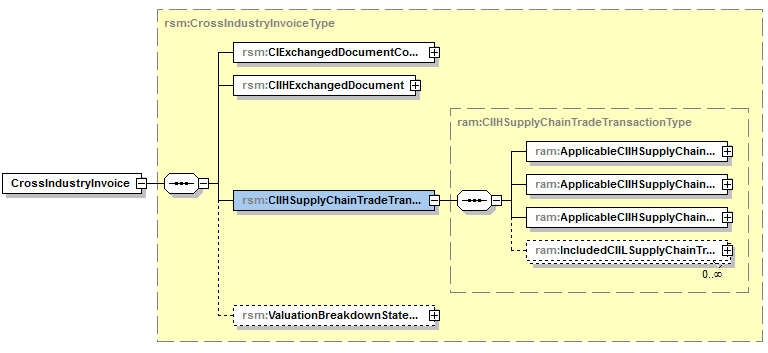 rsm:CrossIndustryInvoiceType
rsm:CIExchangedDocumentCo...
rsm:CIIHExchangedDocument
ram:CIIHSupplyChainTradeTransactionType
ram:ApplicableCIIHSupplyChain...
CrossIndustryInvoice
ram:ApplicableCIIHSupplyChain...
rsm:CIIHSupplyChainTradeTran...
ram:ApplicableCIIHSupplyChain...
ram:IncludedCIILSupplyChainTr...
0..∞
rsm:ValuationBreakdownState...